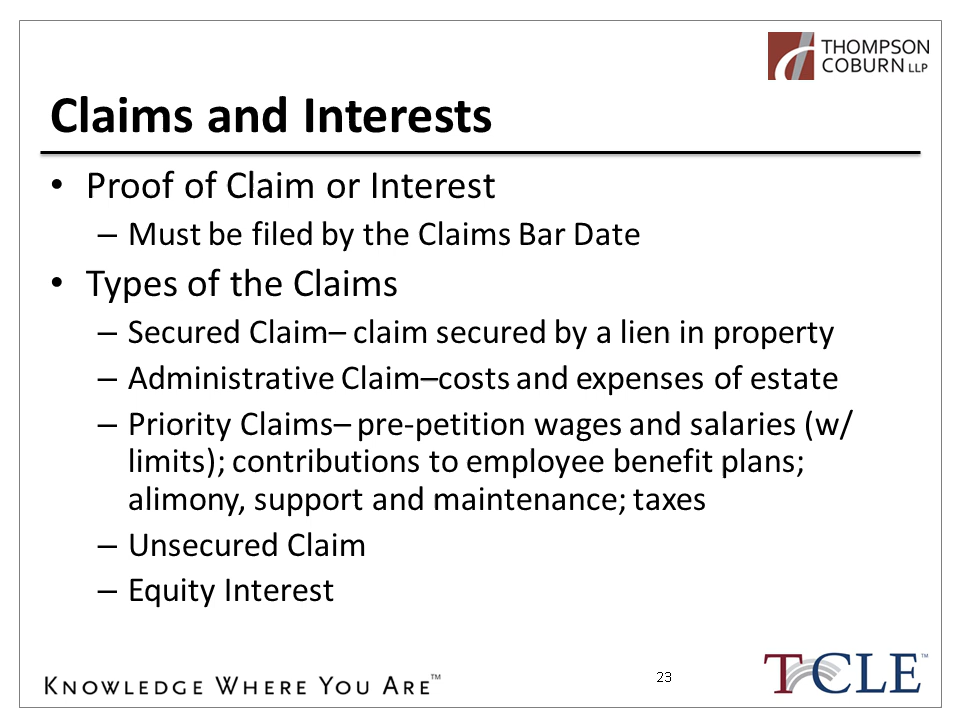 THOMPSON
COBURN LLP
Claims and Interests
• Proof of Claim or Interest
– Must be filed by the Claims Bar Date
• Types of the Claims
– Secured Claim– claim secured by a lien in property
– Administrative Claim–costs and expenses of estate
– Priority Claims– pre-petition wages and salaries (w/
limits); contributions to employee benefit plans;
alimony, support and maintenance; taxes
– Unsecured Claim
– Equity Interest
KNOWLEDGE WHERE YOU ARE™
23
TCLE™